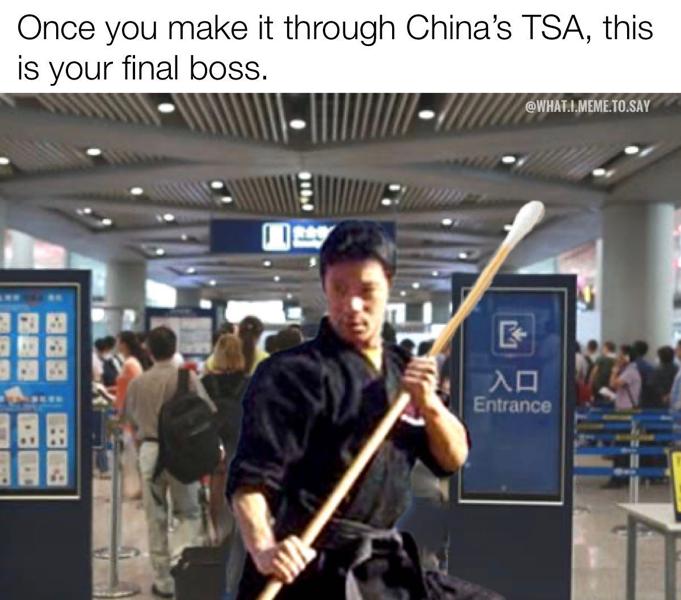 Once you make it through China’s TSA, this
is your final boss.
@WHAT.I.MEME.TO.SAY
入口
Entrance